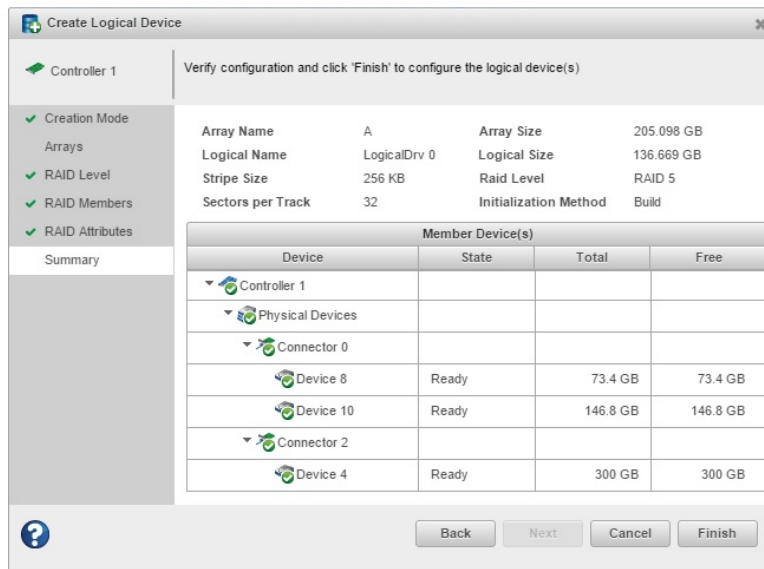 Create Logical Device
Controller 1
Verify configuration and click 'Finish' to configure the logical device(s)
Creation Mode
Arrays
RAID Level
RAID Members
RAID Attributes
Summary
Array Name A Array Size 205.098 GB
Logical Name LogicalDrv 0 Logical Size 136.669 GB
Stripe Size 256 KB Raid Level RAID 5
Sectors per Track 32 Initialization Method Build
Member Device(s)
Device State Total Free
Controller 1
Physical Devices
Connector 0
Device 8 Ready 73.4 GB 73.4 GB
Device 10 Ready 146.8 GB 146.8 GB
Connector 2
Device 4 Ready 300 GB 300 GB
? Back Next Cancel Finish